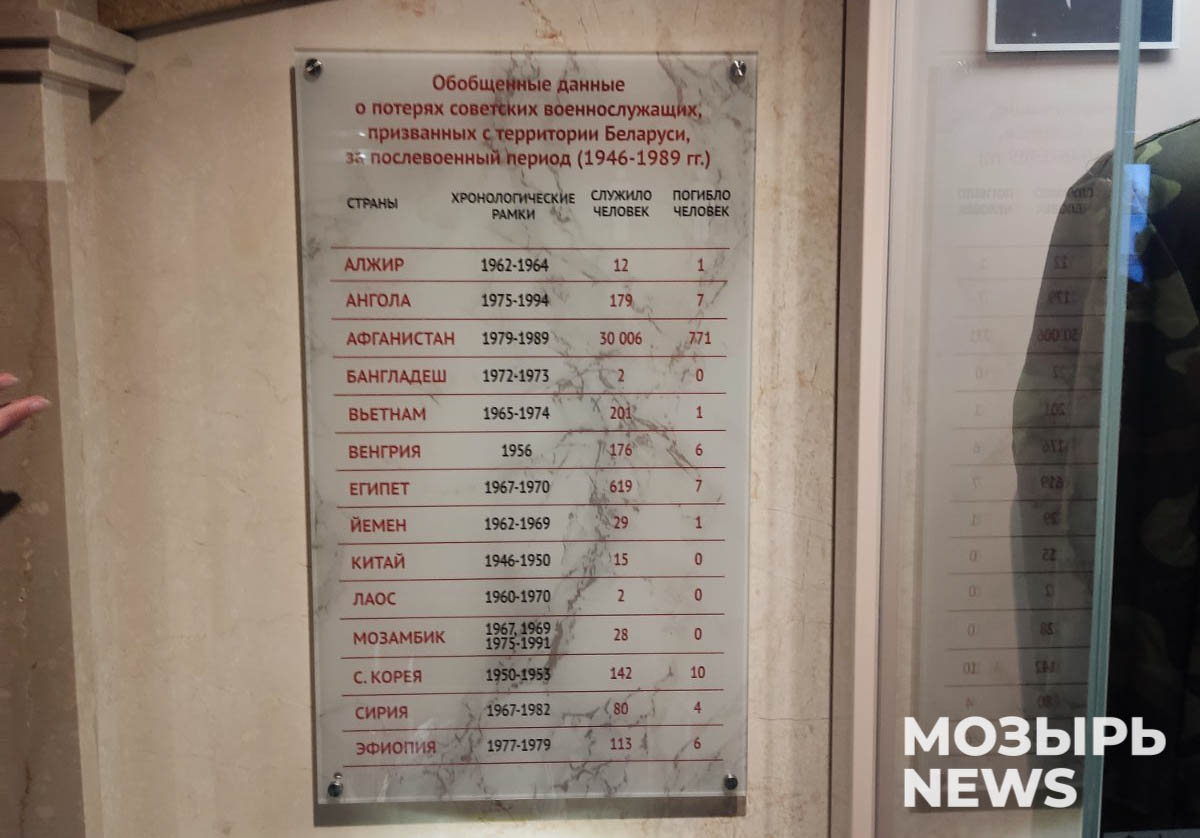 Обобщенные данные
о потерях советских военнослужащих,
призванных с территории Беларуси,
за послевоенный период (1946-1989 гг.)
СТРАНЫ ХРОНОЛОГИЧЕСКИЕ РАМКИ СЛУЖИЛО ЧЕЛОВЕК ПОГИБЛО ЧЕЛОВЕК
АЛЖИР 1962-1964 12 1
АНГОЛА 1975-1994 179 7
АФГАНИСТАН 1979-1989 30 006 771
БАНГЛАДЕШ 1972-1973 2 0
ВЬЕТНАМ 1965-1974 201 1
ВЕНГРИЯ 1956 176 6
ЕГИПЕТ 1967-1970 619 7
ЙЕМЕН 1962-1969 29 1
КИТАЙ 1946-1950 15 0
ЛАОС 1960-1970 2 0
МОЗАМБИК 1967, 1969 1975-1991 28 0
С. КОРЕЯ 1950-1953 142 10
СИРИЯ 1967-1982 80 4
ЭФИОПИЯ 1977-1979 113 6
МОЗЫРЬ
NEWS